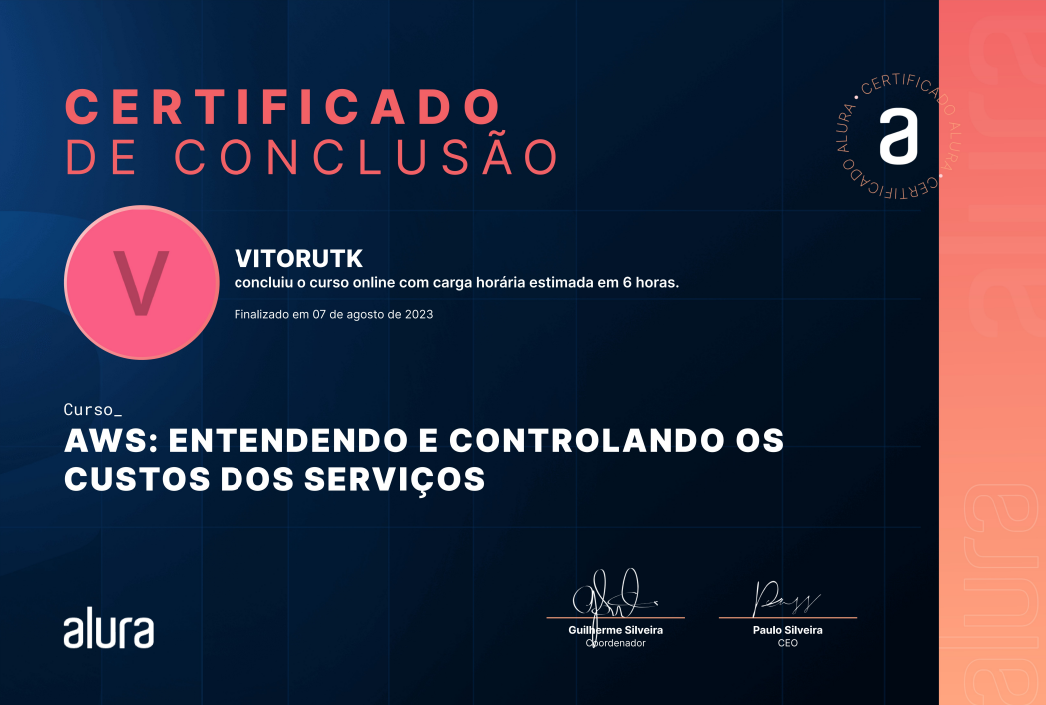 CERTIFICADO
DE CONCLUSÃO
CERTIFICADO ALURA • CERTIFICADO ALURA •
a
V
VITORUTK
concluiu o curso online com carga horária estimada em 6 horas.
Finalizado em 07 de agosto de 2023
Curso_
AWS: ENTENDENDO E CONTROLANDO OS
CUSTOS DOS SERVIÇOS
alura
Guilherme Silveira
Coordenador
Paulo Silveira
CEO
alura
alura